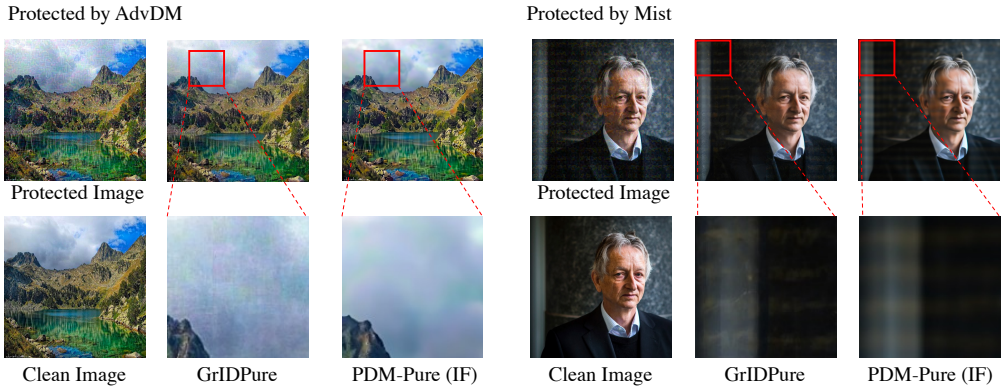 Protected by AdvDM
Protected by Mist
Protected Image
Protected Image
Clean Image
GrIDPure
PDM-Pure (IF)
Clean Image
GrIDPure
PDM-Pure (IF)